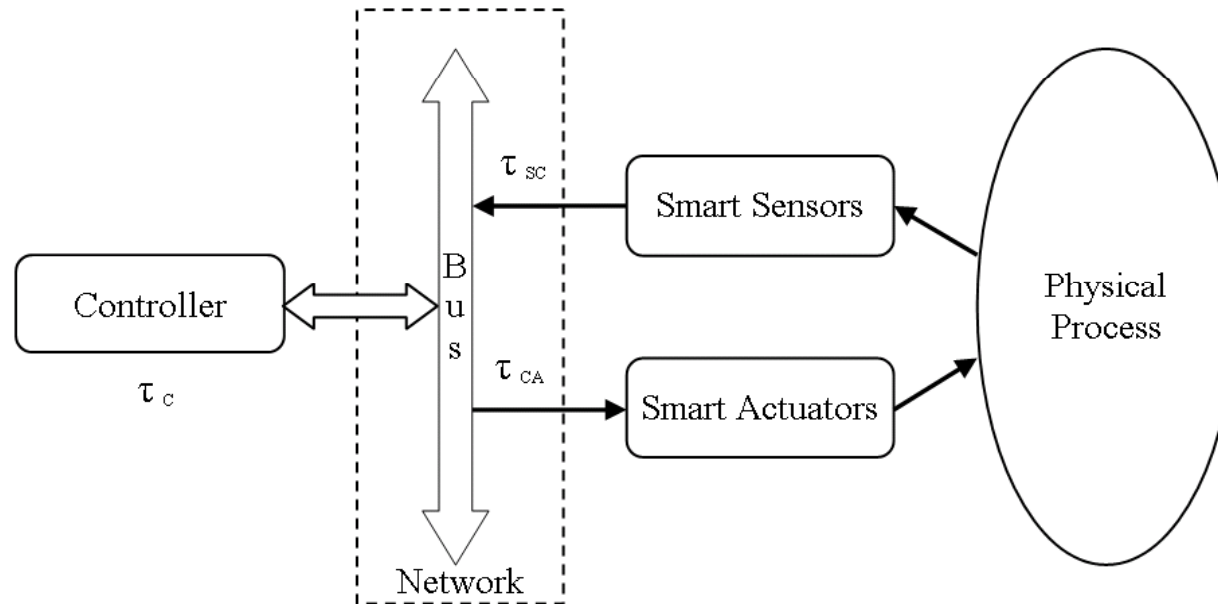 Controller
τ C
B
u
s
Network
τ SC
τ CA
Smart Sensors
Smart Actuators
Physical
Process